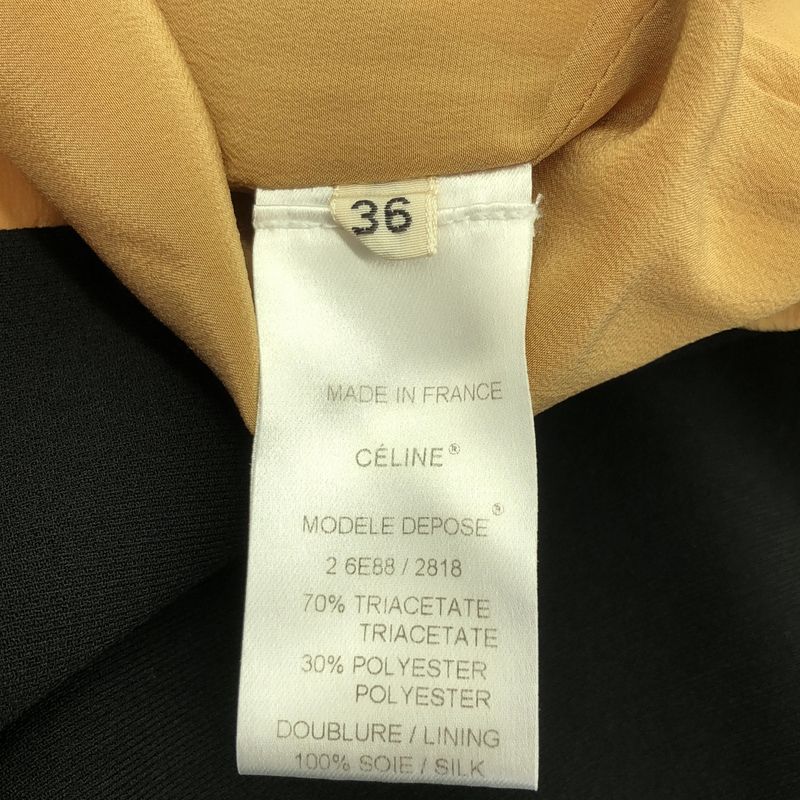 36
MADE IN FRANCE
CÉLINE®
MODELE DEPOSE®
2 6E88 / 2818
70% TRIACETATE
TRIACETATE
30% POLYESTER
POLYESTER
DOUBLURE / LINING
100% SOIE / SILK